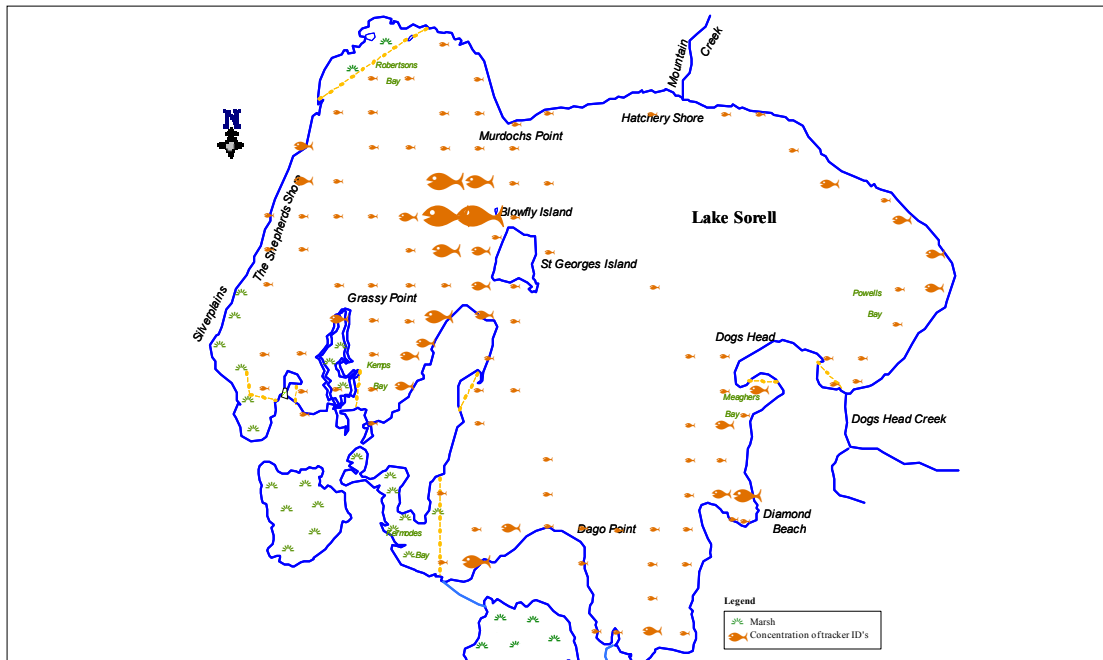 Mountain
Creek
Robertsons
Bay
N
Murdochs Point
Hatchery Shore
The Shepherds Shore
Blowfly Island
Lake Sorell
St Georges Island
Silverplains
Grassy Point
Powells
Bay
Dogs Head
Kemps
Bay
Meaghers
Bay
Dogs Head Creek
Diamond
Beach
Dago Point
Kermodes
Bay
Legend
Marsh
Concentration of tracker ID's